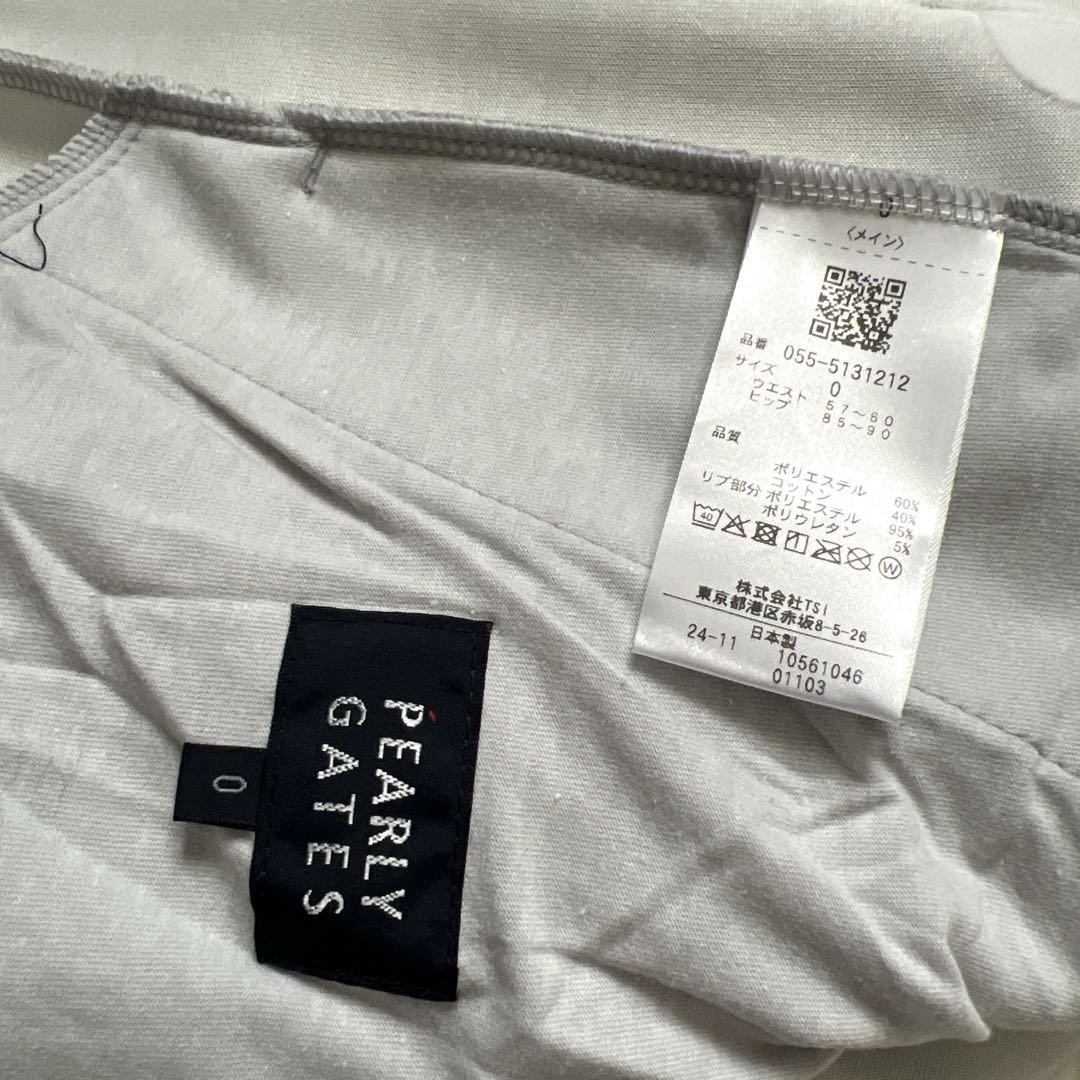 0
〈メイン〉
品番 055-5131212
サイズ 0
ウエスト 57～60
ヒップ 85～90
品質
ポリエステル 60%
コットン 40%
リブ部分 ポリエステル 95%
ポリウレタン 5%
40
W
株式会社TSI
東京都港区赤坂8-5-26
日本製
24-11 10561046
01103
PEARLY
GATES
0